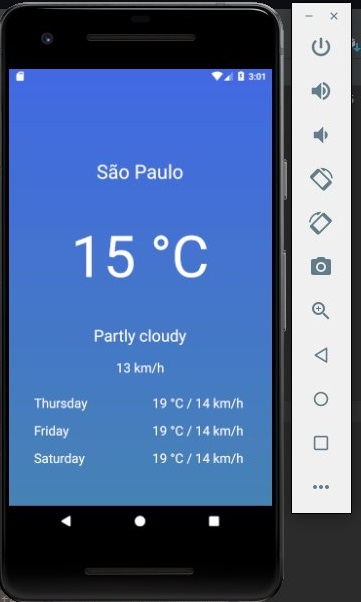 3:01
São Paulo
15 °C
Partly cloudy
13 km/h
Thursday 19 °C / 14 km/h
Friday 19 °C / 14 km/h
Saturday 19 °C / 14 km/h